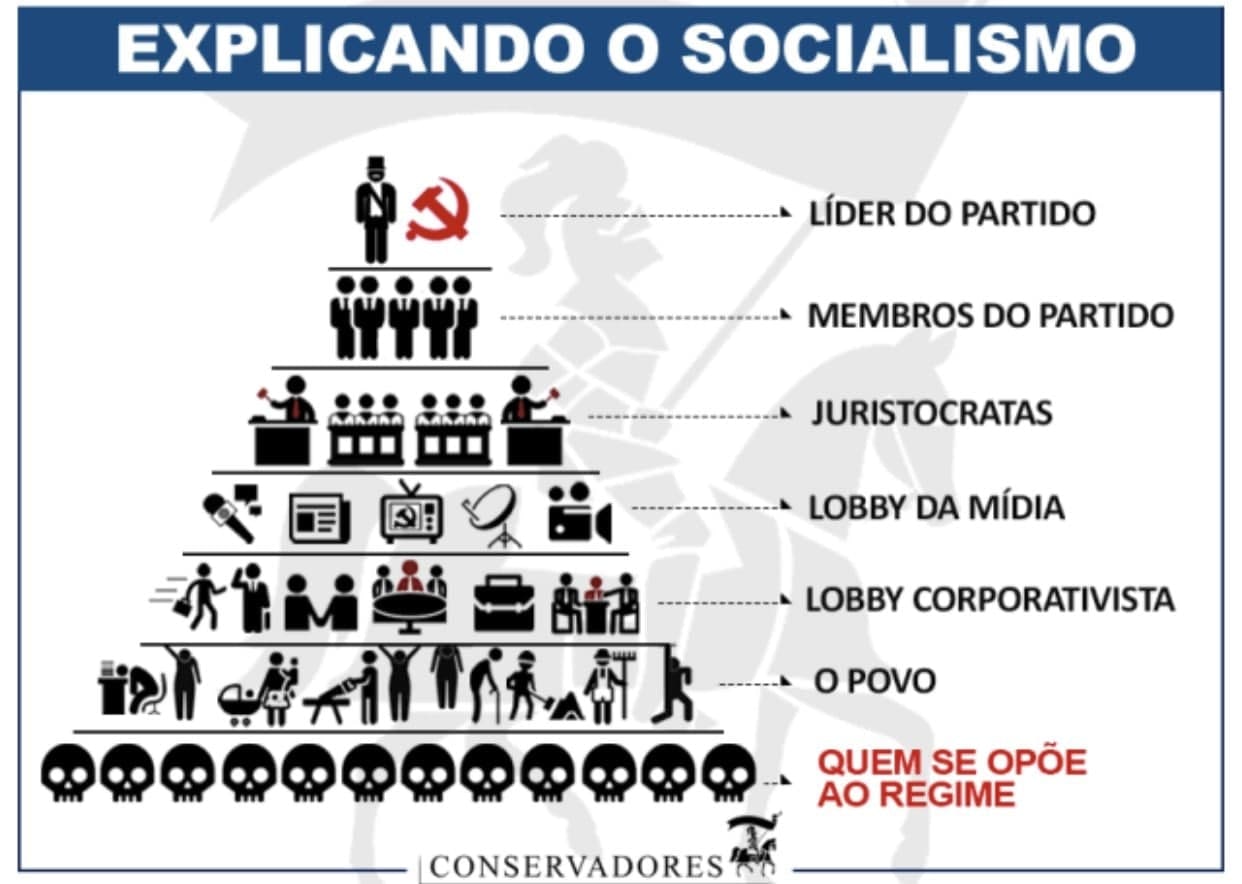 EXPLICANDO O SOCIALISMO
LÍDER DO PARTIDO
MEMBROS DO PARTIDO
JURISTOCRATAS
LOBBY DA MÍDIA
LOBBY CORPORATIVISTA
O POVO
QUEM SE OPÕE
AO REGIME
CONSERVADORES